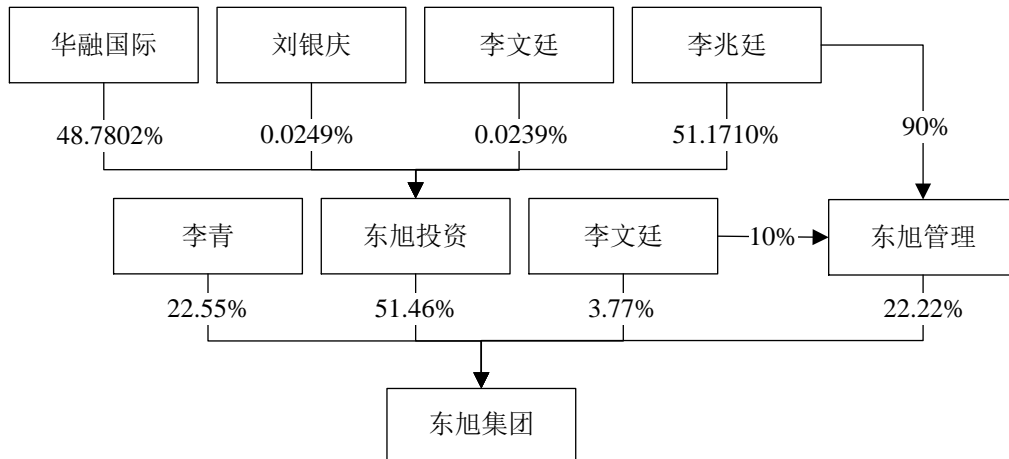 华融国际
刘银庆
李文廷
李兆廷
48.7802%
0.0249%
0.0239%
51.1710%
90%
李青
东旭投资
李文廷
10%
东旭管理
22.55%
51.46%
3.77%
22.22%
东旭集团